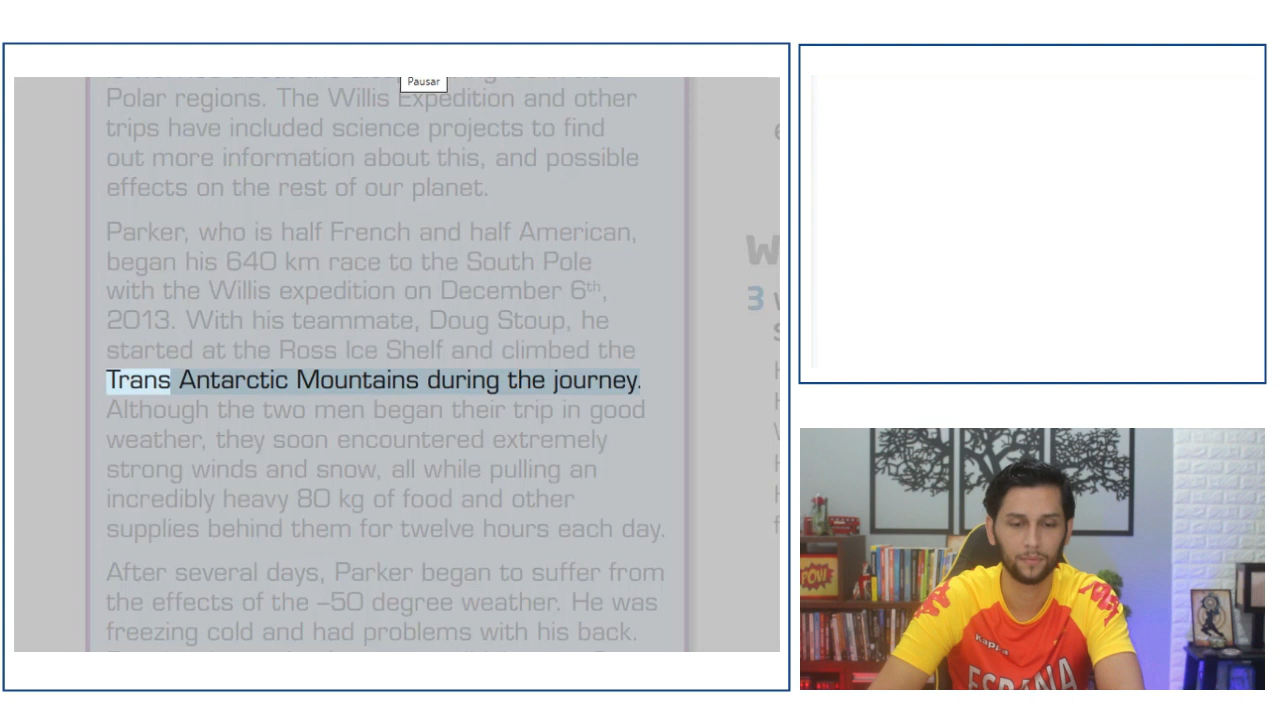 Pausar
Polar regions. The Willis Expedition and other
trips have included science projects to find
out more information about this, and possible
effects on the rest of our planet.
Parker, who is half French and half American,
began his 640 km race to the South Pole
with the Willis expedition on December 6th,
2013. With his teammate, Doug Stoup, he
started at the Ross Ice Shelf and climbed the
Trans Antarctic Mountains during the journey.
Although the two men began their trip in good
weather, they soon encountered extremely
strong winds and snow, all while pulling an
incredibly heavy 80 kg of food and other
supplies behind them for twelve hours each day.
After several days, Parker began to suffer from
the effects of the –50 degree weather. He was
freezing cold and had problems with his back.
W
3
POW!
Kappa
ESPAÑA